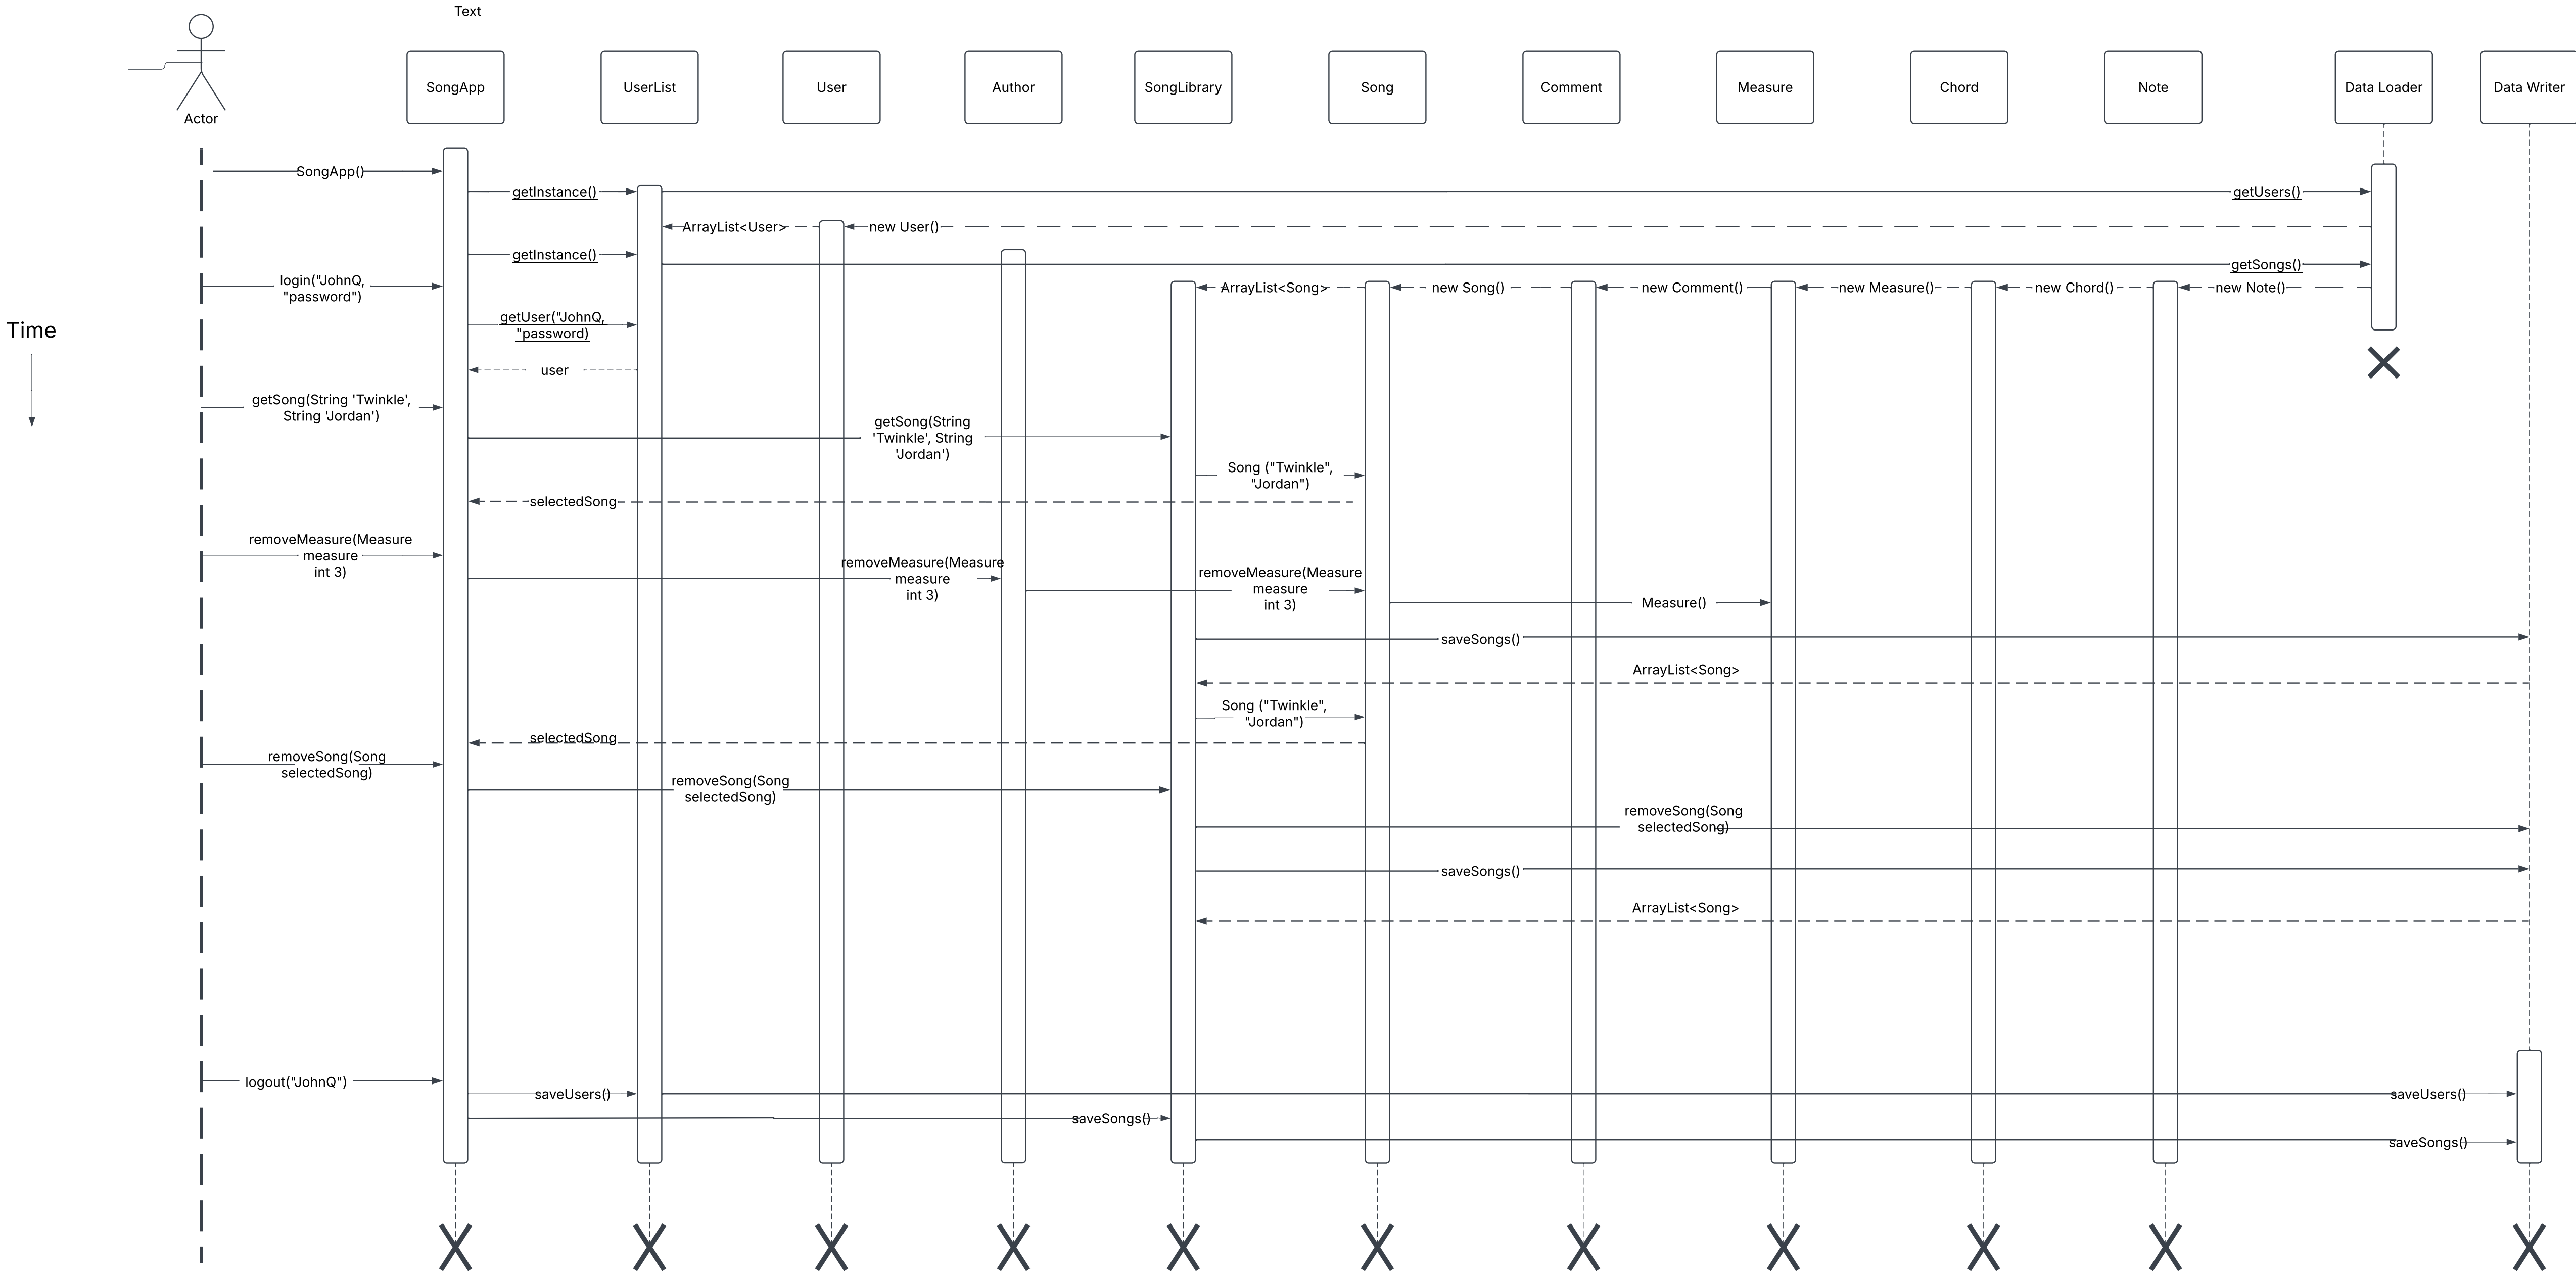 Text
Actor
SongApp
UserList
User
Author
SongLibrary
Song
Comment
Measure
Chord
Note
Data Loader
Data Writer
SongApp()
getInstance()
getUsers()
ArrayList<User>
new User()
getInstance()
getSongs()
login("JohnQ,
"password")
ArrayList<Song>
new Song()
new Comment()
new Measure()
new Chord()
new Note()
Time
getUser("JohnQ,
"password)
user
getSong(String 'Twinkle',
String 'Jordan')
getSong(String
'Twinkle', String
'Jordan')
Song ("Twinkle",
"Jordan")
selectedSong
removeMeasure(Measure
measure
int 3)
removeMeasure(Measure
measure
int 3)
removeMeasure(Measure
measure
int 3)
Measure()
saveSongs()
ArrayList<Song>
Song ("Twinkle",
"Jordan")
selectedSong
removeSong(Song
selectedSong)
removeSong(Song
selectedSong)
removeSong(Song
selectedSong)
saveSongs()
ArrayList<Song>
logout("JohnQ")
saveUsers()
saveUsers()
saveSongs()
saveSongs()